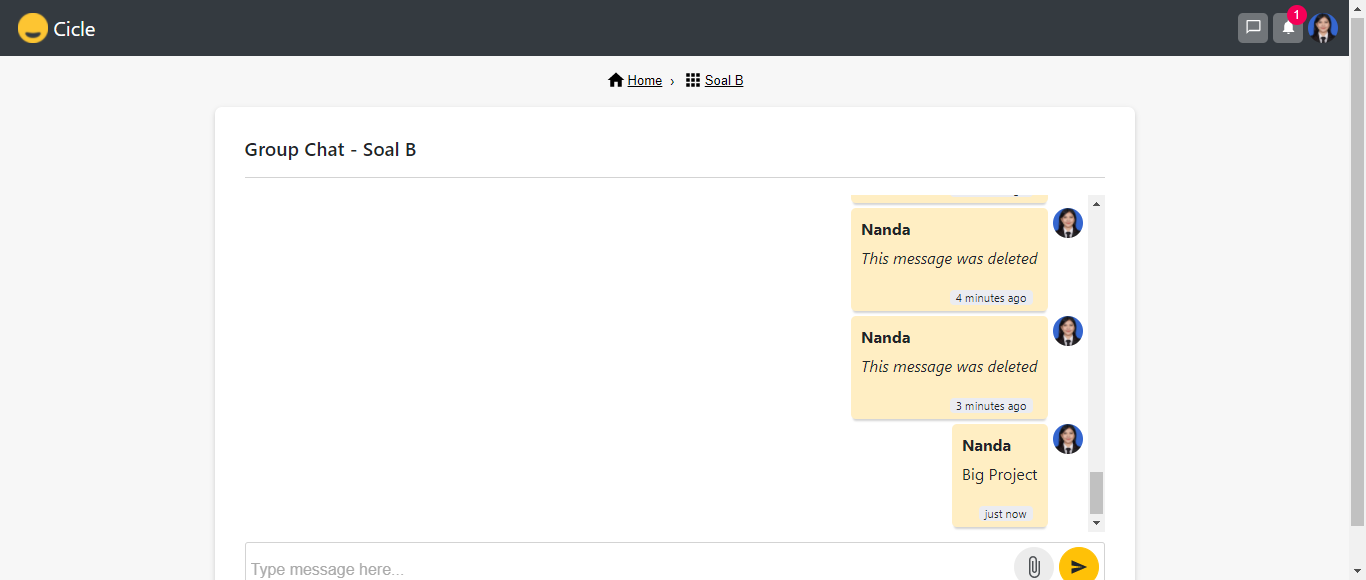 Cicle
1
Home › Soal B
Group Chat - Soal B
Nanda
This message was deleted
4 minutes ago
Nanda
This message was deleted
3 minutes ago
Nanda
Big Project
just now
Type message here...